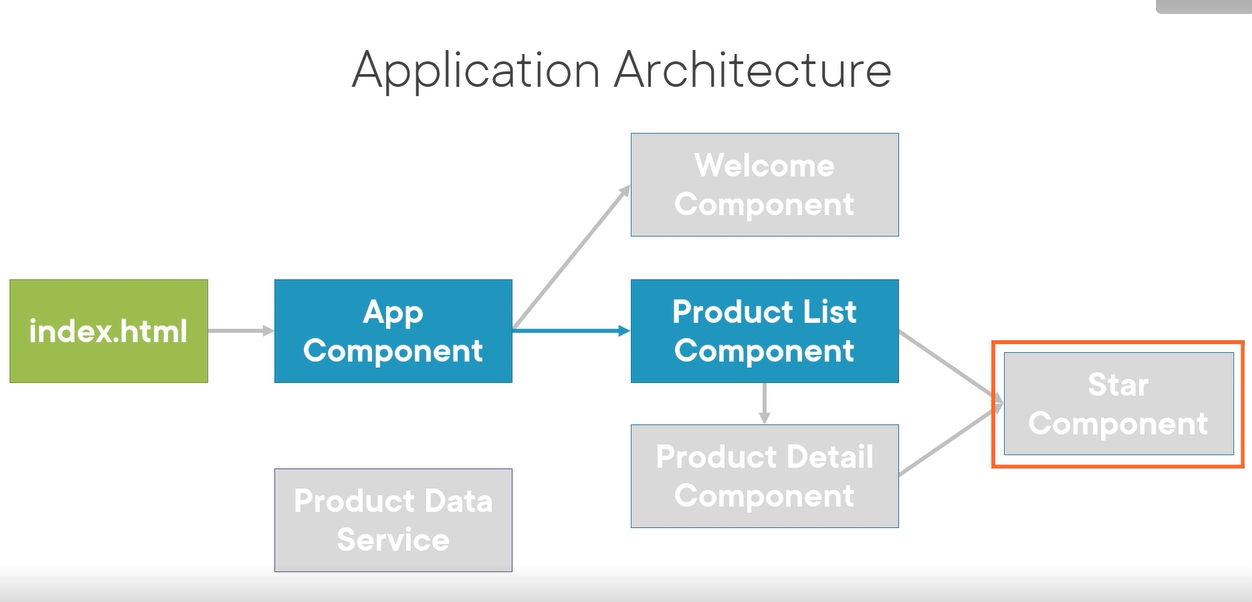 Application Architecture
Welcome
Component
index.html
App
Component
Product List
Component
Star
Component
Product Detail
Component
Product Data
Service